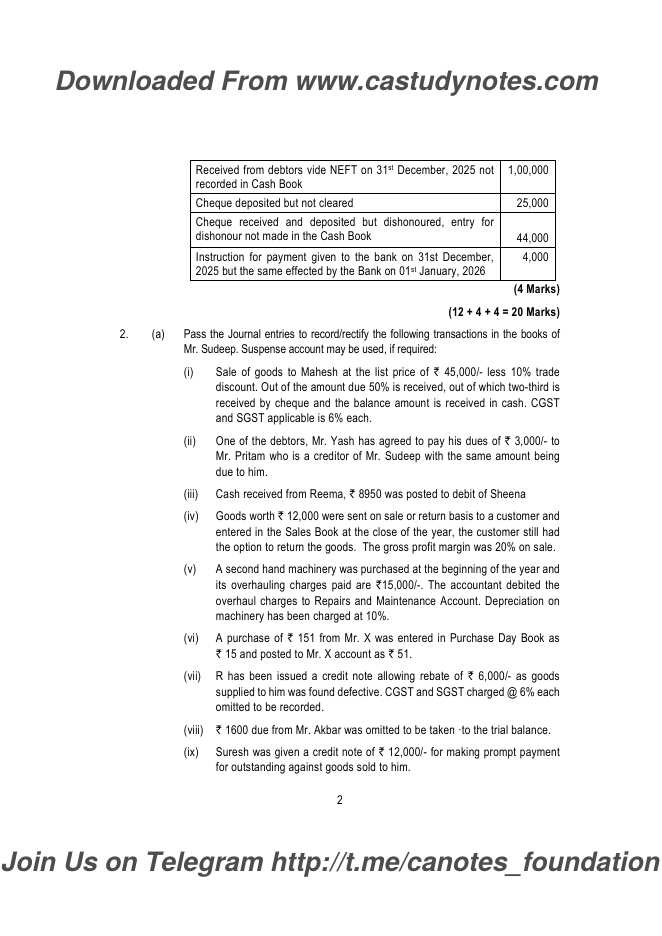 Downloaded From www.castudynotes.com
Received from debtors vide NEFT on 31st December, 2025 not 1,00,000
recorded in Cash Book
Cheque deposited but not cleared 25,000
Cheque received and deposited but dishonoured, entry for
dishonour not made in the Cash Book 44,000
Instruction for payment given to the bank on 31st December, 4,000
2025 but the same effected by the Bank on 01st January, 2026
(4 Marks)
(12 + 4 + 4 = 20 Marks)
2. (a) Pass the Journal entries to record/rectify the following transactions in the books of
Mr. Sudeep. Suspense account may be used, if required:
(i) Sale of goods to Mahesh at the list price of ₹ 45,000/- less 10% trade
discount. Out of the amount due 50% is received, out of which two-third is
received by cheque and the balance amount is received in cash. CGST
and SGST applicable is 6% each.
(ii) One of the debtors, Mr. Yash has agreed to pay his dues of ₹ 3,000/- to
Mr. Pritam who is a creditor of Mr. Sudeep with the same amount being
due to him.
(iii) Cash received from Reema, ₹ 8950 was posted to debit of Sheena
(iv) Goods worth ₹ 12,000 were sent on sale or return basis to a customer and
entered in the Sales Book at the close of the year, the customer still had
the option to return the goods. The gross profit margin was 20% on sale.
(v) A second hand machinery was purchased at the beginning of the year and
its overhauling charges paid are ₹15,000/-. The accountant debited the
overhaul charges to Repairs and Maintenance Account. Depreciation on
machinery has been charged at 10%.
(vi) A purchase of ₹ 151 from Mr. X was entered in Purchase Day Book as
₹ 15 and posted to Mr. X account as ₹ 51.
(vii) R has been issued a credit note allowing rebate of ₹ 6,000/- as goods
supplied to him was found defective. CGST and SGST charged @ 6% each
omitted to be recorded.
(viii) ₹ 1600 due from Mr. Akbar was omitted to be taken ·to the trial balance.
(ix) Suresh was given a credit note of ₹ 12,000/- for making prompt payment
for outstanding against goods sold to him.
2
Join Us on Telegram http://t.me/canotes_foundation